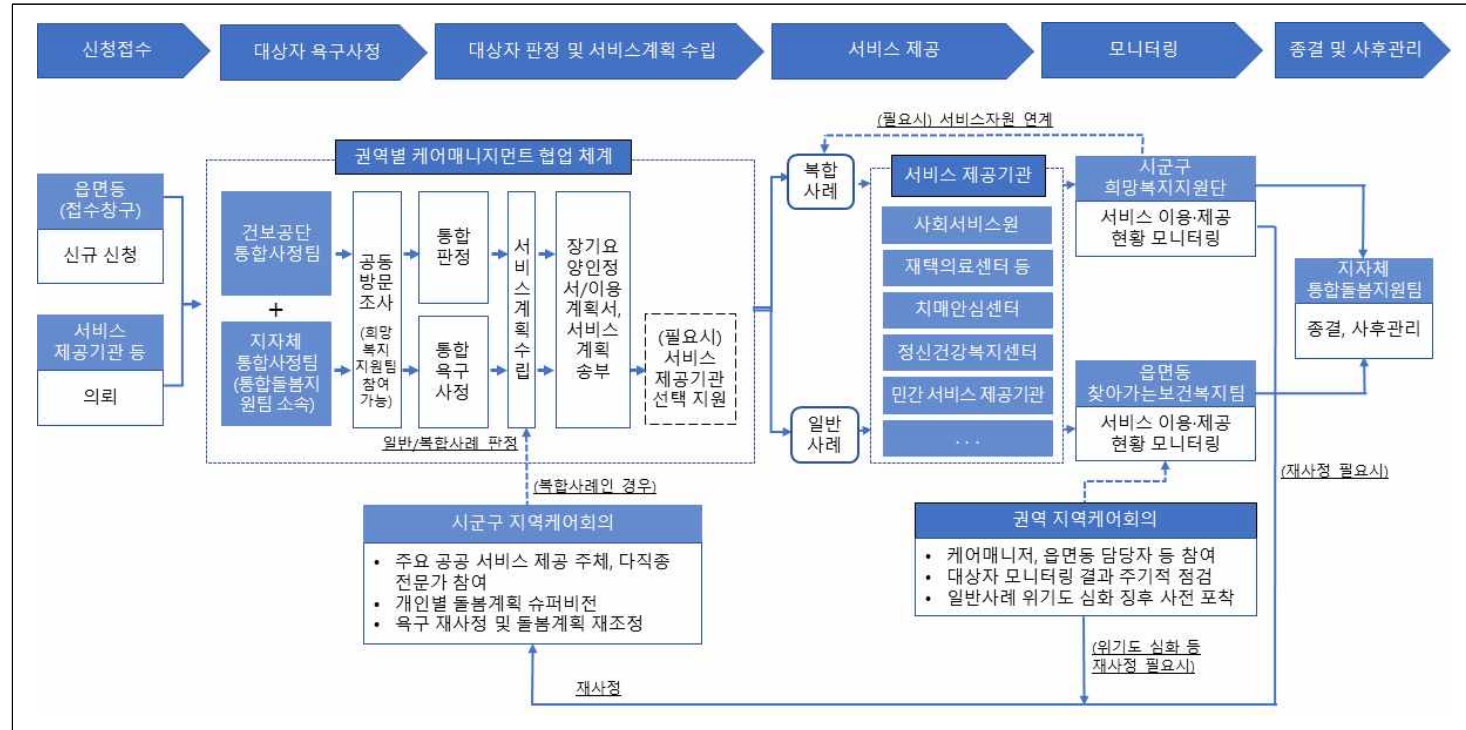 신청접수
대상자 욕구사정
대상자 판정 및 서비스계획 수립
서비스 제공
모니터링
종결 및 사후관리
읍면동
(접수창구)
신규 신청
서비스
제공기관 등
의뢰
권역별 케어매니지먼트 협업 체계
건보공단
통합사정팀
+
지자체
통합사정팀
(통합돌봄지
원팀 소속)
공동
방문
조사
(희망
복지
지원팀
참여
가능)
통합
판정
통합
욕구
사정
서
비
스
계
획
수
립
장기요
양인정
서/이용
계획서,
서비스
계획
송부
(필요시)
서비스
제공기관
선택 지원
일반/복합사례 판정
(복합사례인 경우)
시군구 지역케어회의
• 주요 공공 서비스 제공 주체, 다직종
전문가 참여
• 개인별 돌봄계획 슈퍼비전
• 욕구 재사정 및 돌봄계획 재조정
(필요시) 서비스자원 연계
복합
사례
일반
사례
서비스 제공기관
사회서비스원
재택의료센터 등
치매안심센터
정신건강복지센터
민간 서비스 제공기관
. . .
시군구
희망복지지원단
서비스 이용·제공
현황 모니터링
읍면동
찾아가는보건복지팀
서비스 이용·제공
현황 모니터링
지자체
통합돌봄지원팀
종결, 사후관리
(재사정 필요시)
권역 지역케어회의
• 케어매니저, 읍면동 담당자 등 참여
• 대상자 모니터링 결과 주기적 점검
• 일반사례 위기도 심화 징후 사전 포착
(위기도 심화 등
재사정 필요시)
재사정